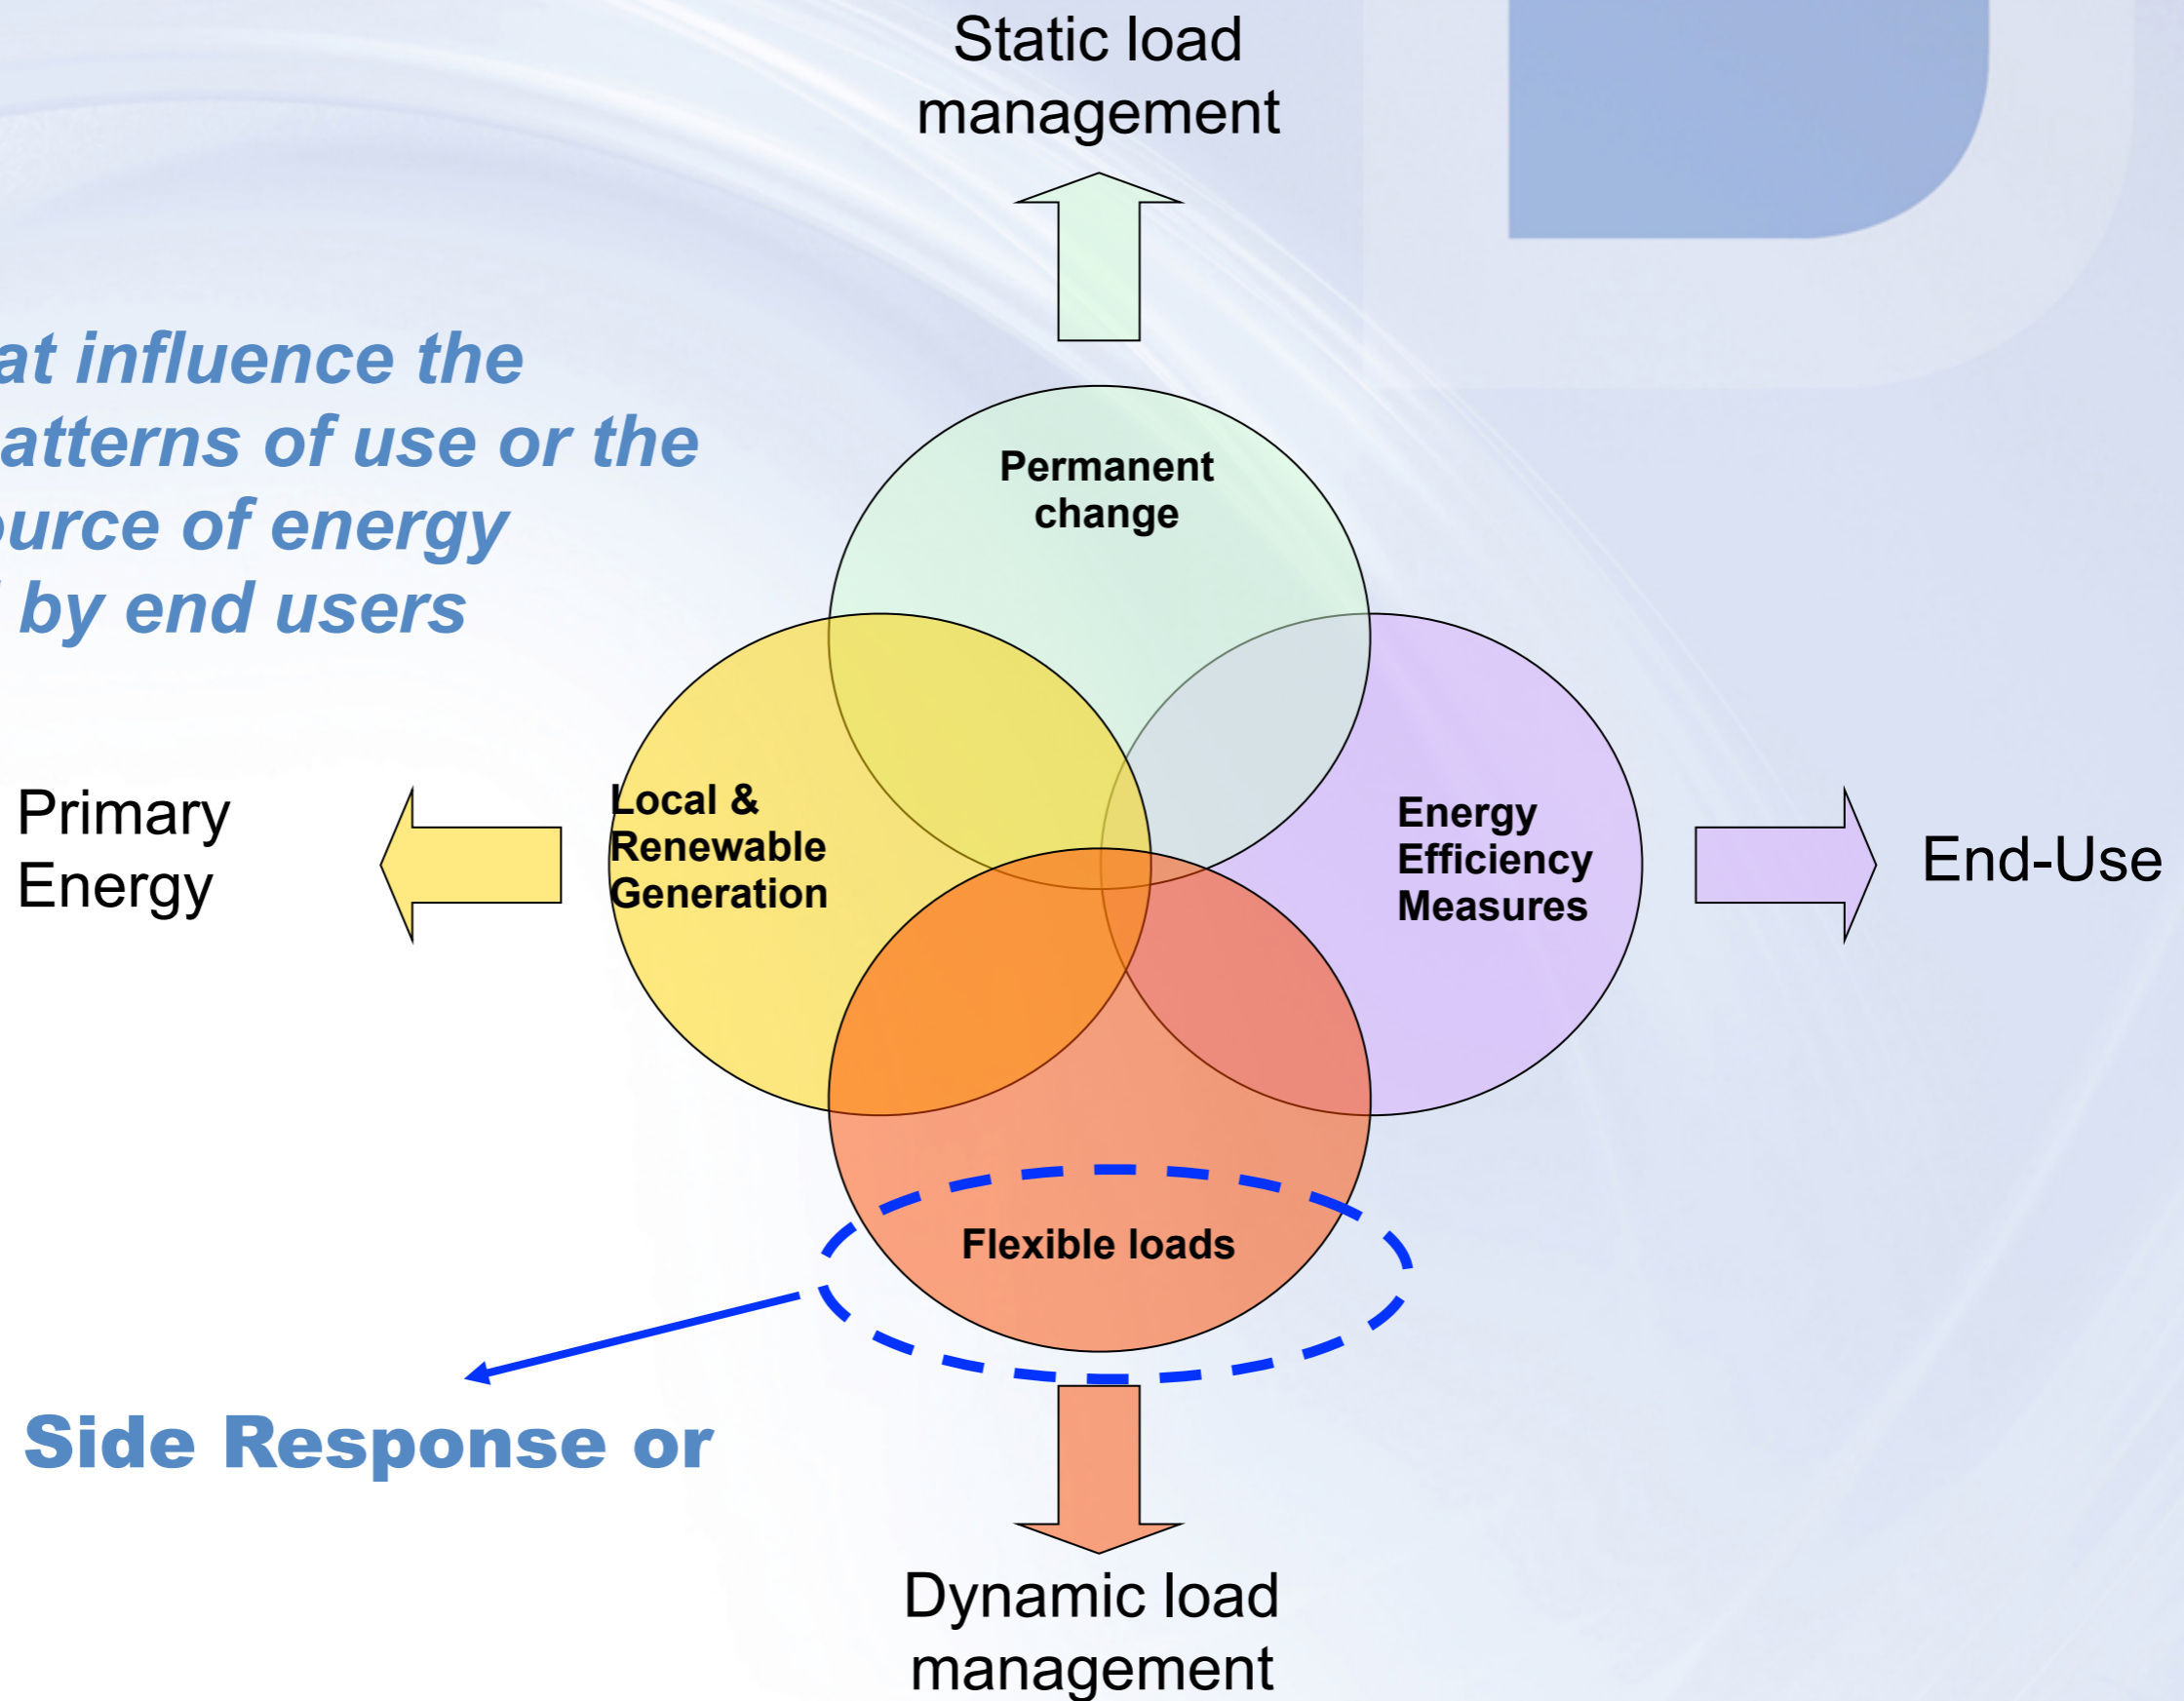 Static load
management
at influence the
atterns of use or the
ource of energy
by end users
Permanent
change
Primary
Energy
Local &
Renewable
Generation
Energy
Efficiency
Measures
End-Use
Flexible loads
Side Response or
Dynamic load
management